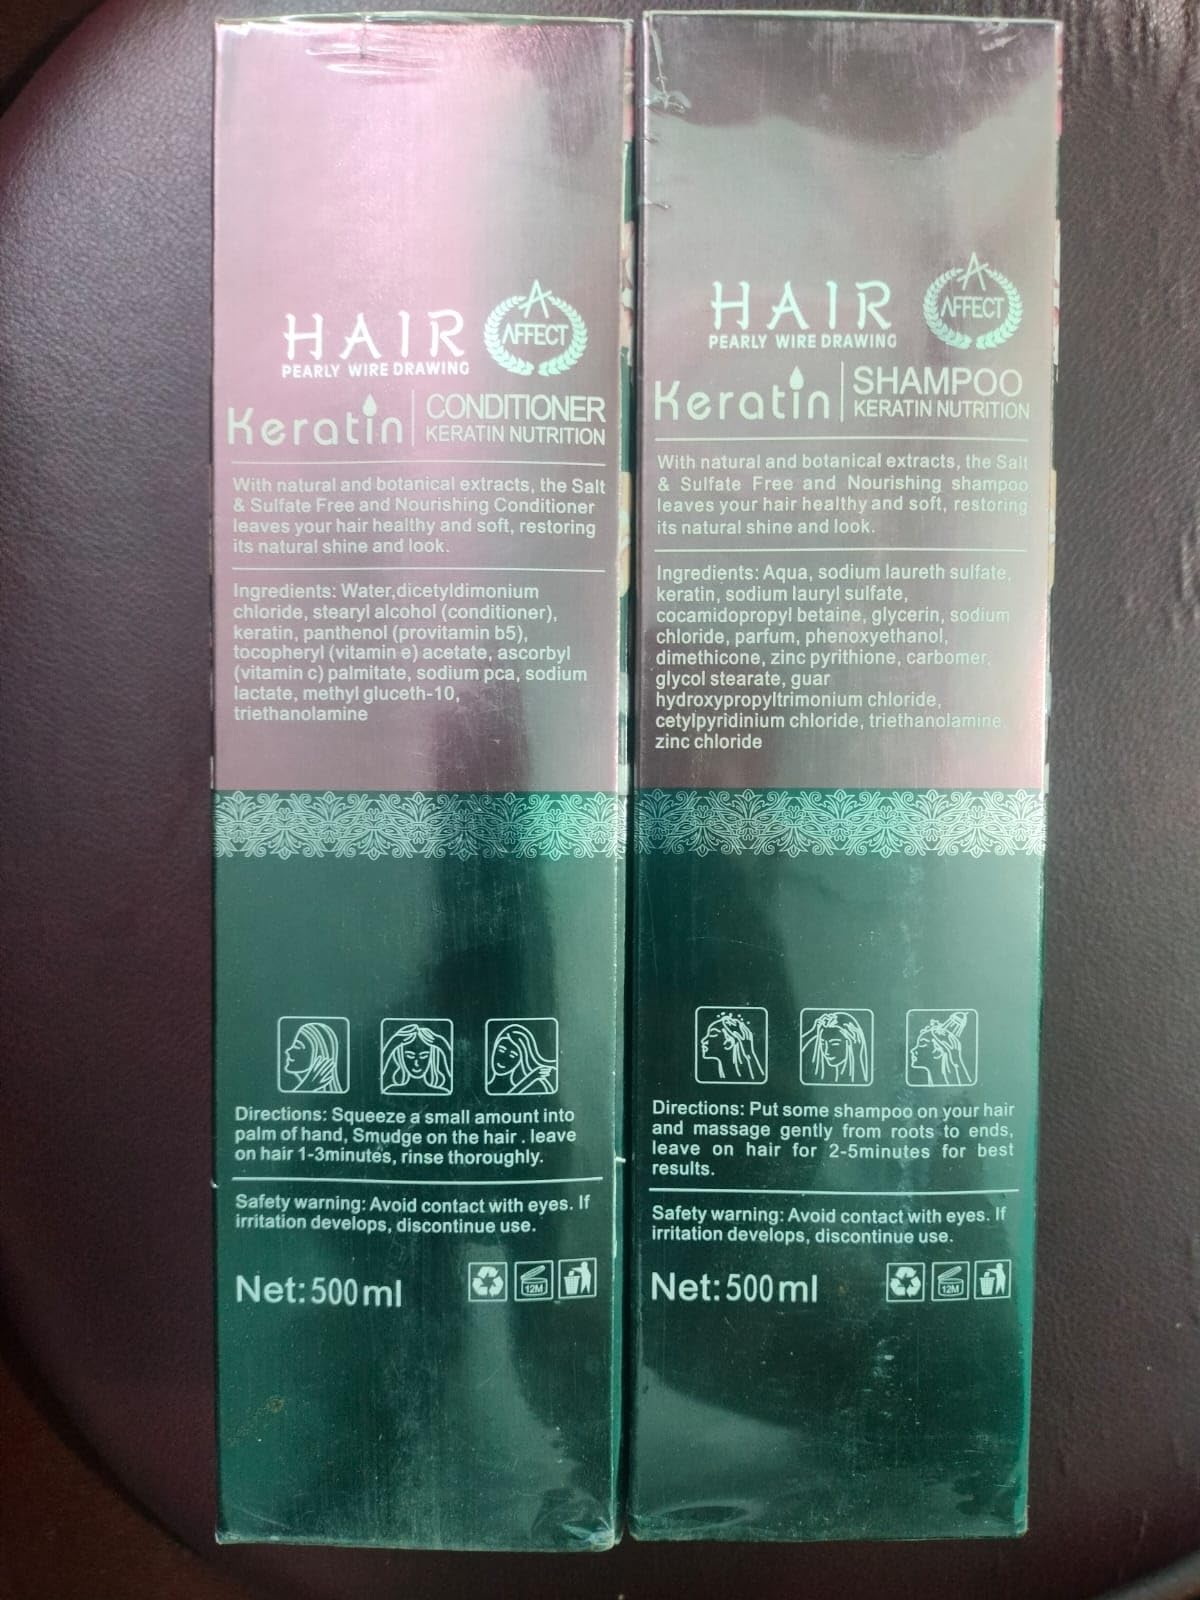 HAIR
PEARLY WIRE DRAWING
A
AFFECT
Keratin
CONDITIONER
KERATIN NUTRITION
With natural and botanical extracts, the Salt
& Sulfate Free and Nourishing Conditioner
leaves your hair healthy and soft, restoring
its natural shine and look.
Ingredients: Water,dicetyldimonium
chloride, stearyl alcohol (conditioner),
keratin, panthenol (provitamin b5),
tocopheryl (vitamin e) acetate, ascorbyl
(vitamin c) palmitate, sodium pca, sodium
lactate, methyl gluceth-10,
triethanolamine
Directions: Squeeze a small amount into
palm of hand, Smudge on the hair . leave
on hair 1-3minutes, rinse thoroughly.
Safety warning: Avoid contact with eyes. If
irritation develops, discontinue use.
Net: 500ml
12M
HAIR
PEARLY WIRE DRAWING
A
AFFECT
Keratin
SHAMPOO
KERATIN NUTRITION
With natural and botanical extracts, the Salt
& Sulfate Free and Nourishing shampoo
leaves your hair healthy and soft, restoring
its natural shine and look.
Ingredients: Aqua, sodium laureth sulfate,
keratin, sodium lauryl sulfate,
cocamidopropyl betaine, glycerin, sodium
chloride, parfum, phenoxyethanol,
dimethicone, zinc pyrithione, carbomer,
glycol stearate, guar
hydroxypropyltrimonium chloride,
cetylpyridinium chloride, triethanolamine,
zinc chloride
Directions: Put some shampoo on your hair
and massage gently from roots to ends,
leave on hair for 2-5minutes for best
results.
Safety warning: Avoid contact with eyes. If
irritation develops, discontinue use.
Net: 500ml
12M